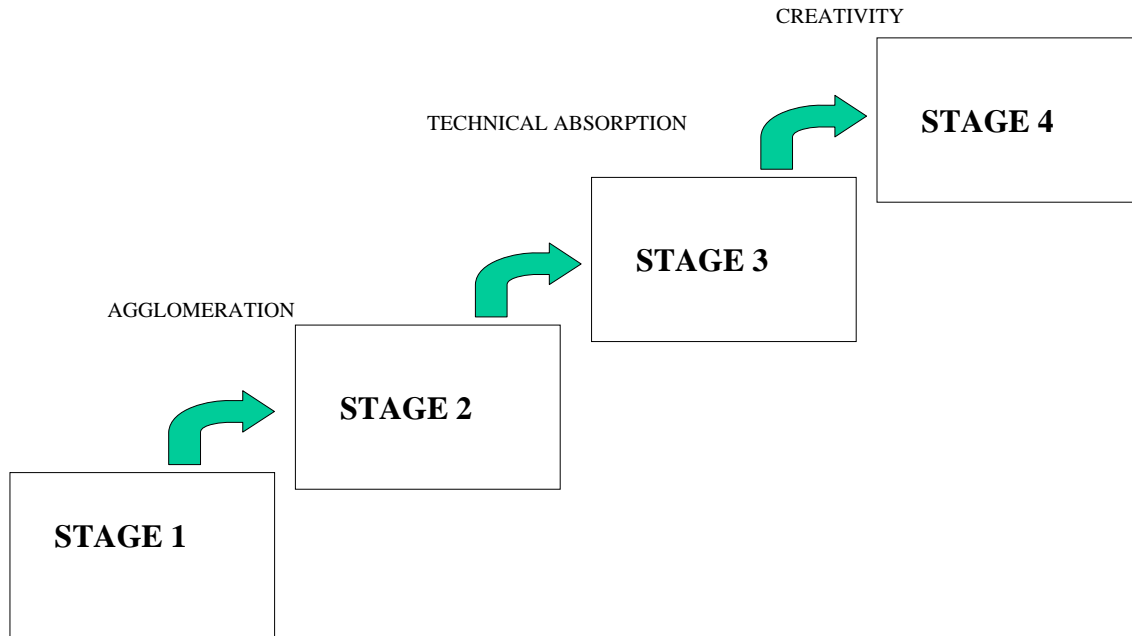 CREATIVITY
STAGE 4
TECHNICAL ABSORPTION
STAGE 3
AGGLOMERATION
STAGE 2
STAGE 1